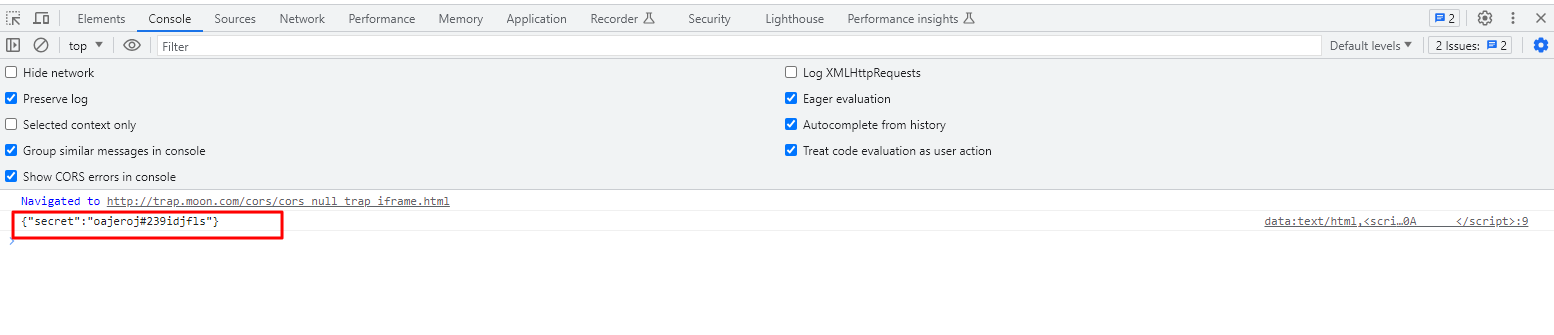 Elements Console Sources Network Performance Memory Application Recorder Security Lighthouse Performance insights 2
top Filter Default levels 2 Issues: 2
Hide network Log XMLHttpRequests
Preserve log Eager evaluation
Selected context only Autocomplete from history
Group similar messages in console Treat code evaluation as user action
Show CORS errors in console
Navigated to http://trap.moon.com/cors/cors_null_trap_iframe.html
{"secret":"oajeroj#239idjfls"} data:text/html,<scri…0A </script>:9